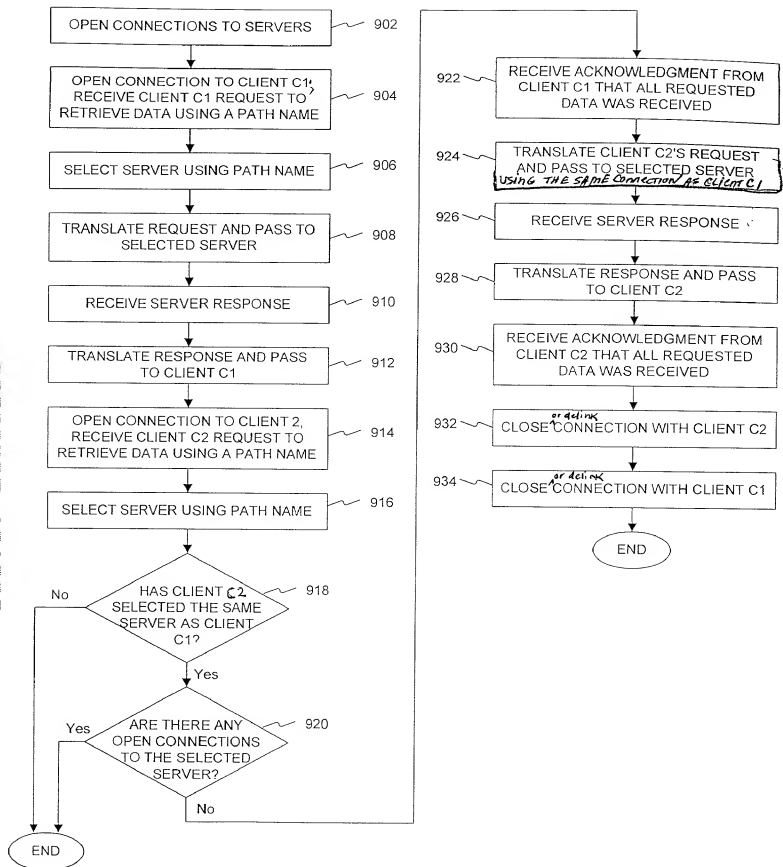 OPEN CONNECTIONS TO SERVERS
902
OPEN CONNECTION TO CLIENT C1;
RECEIVE CLIENT C1 REQUEST TO
RETRIEVE DATA USING A PATH NAME
904
SELECT SERVER USING PATH NAME
906
TRANSLATE REQUEST AND PASS TO
SELECTED SERVER
908
RECEIVE SERVER RESPONSE
910
TRANSLATE RESPONSE AND PASS
TO CLIENT C1
912
OPEN CONNECTION TO CLIENT 2,
RECEIVE CLIENT C2 REQUEST TO
RETRIEVE DATA USING A PATH NAME
914
SELECT SERVER USING PATH NAME
916
HAS CLIENT C2
SELECTED THE SAME
SERVER AS CLIENT
C1?
918
No
Yes
ARE THERE ANY
OPEN CONNECTIONS
TO THE SELECTED
SERVER?
920
Yes
No
END
922
RECEIVE ACKNOWLEDGMENT FROM
CLIENT C1 THAT ALL REQUESTED
DATA WAS RECEIVED
924
TRANSLATE CLIENT C2'S REQUEST
AND PASS TO SELECTED SERVER
USING THE SAME CONNECTION AS CLIENT C1
926
RECEIVE SERVER RESPONSE
928
TRANSLATE RESPONSE AND PASS
TO CLIENT C2
930
RECEIVE ACKNOWLEDGMENT FROM
CLIENT C2 THAT ALL REQUESTED
DATA WAS RECEIVED
932
or delink
CLOSE ^ CONNECTION WITH CLIENT C2
934
or delink
CLOSE ^ CONNECTION WITH CLIENT C1
END